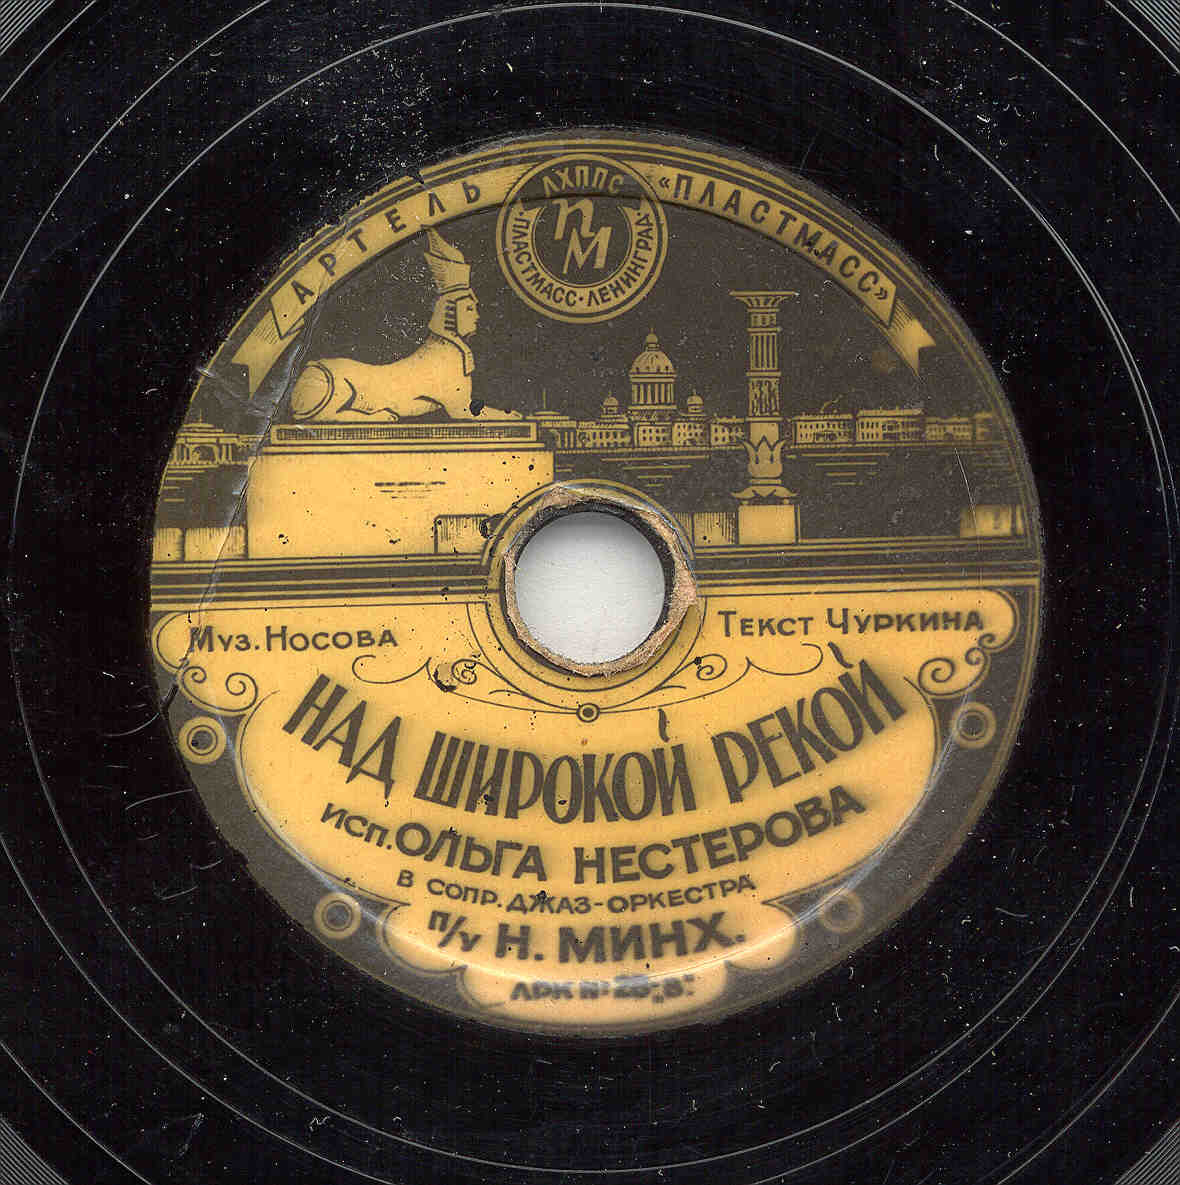 АРТЕЛЬ «ПЛАСТМАСС»
ЛХППС
ПМ
·ПЛАСТМАСС·ЛЕНИНГРАД·
Муз. Носова
Текст Чуркина
НАД ШИРОКОЙ РЕКОЙ
исп. ОЛЬГА НЕСТЕРОВА
в сопр. джаз-оркестра
п/у Н. МИНХ.